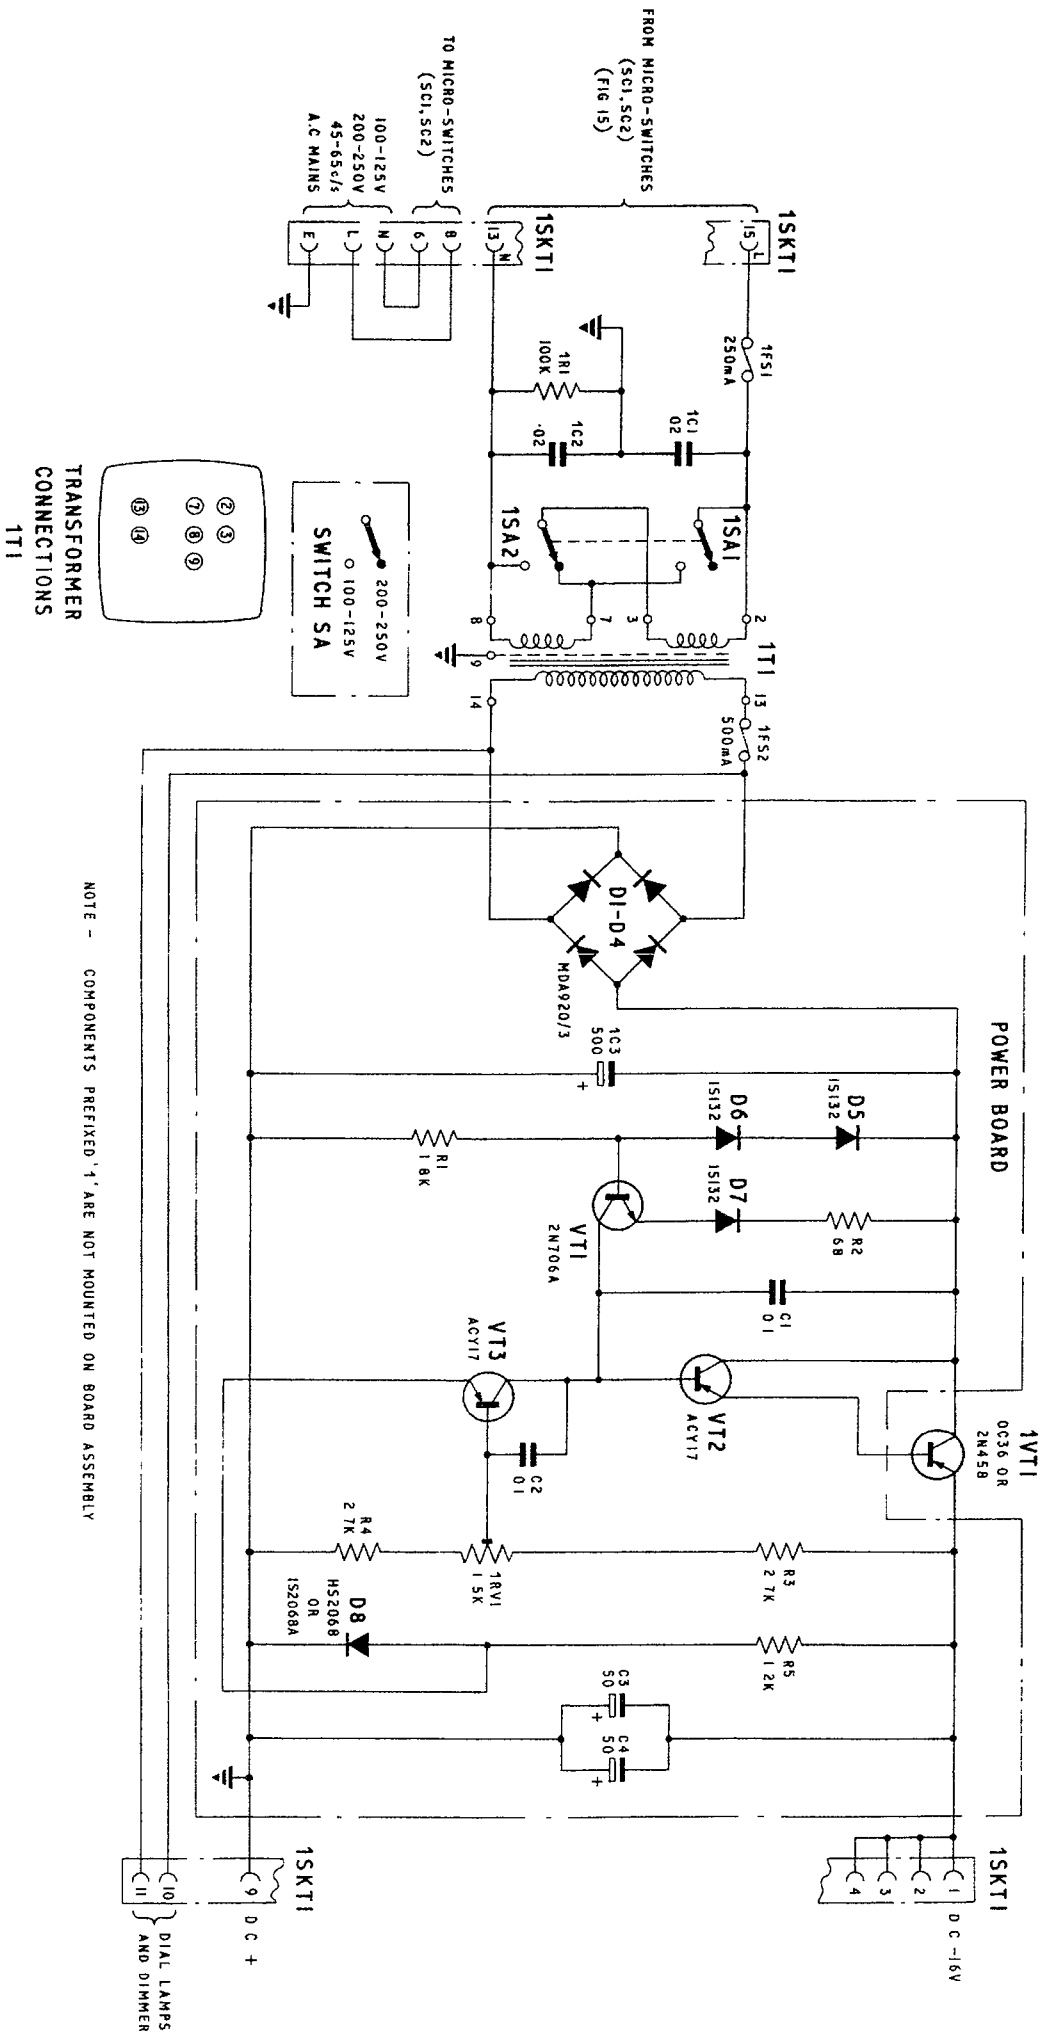 FROM MICRO-SWITCHES
(SC1,SC2)
(FIG 15)
TO MICRO-SWITCHES
(SC1,SC2)
100-125V
200-250V
45-65c/s
A.C MAINS
1SKT1
15
L
1SKT1
13
N
8
6
N
L
E
1FS1
250mA
1R1
100K
1C1
02
1C2
·02
1SA1
1SA2
2
3
7
8
9
1T1
13
14
1FS2
500mA
200-250V
100-125V
SWITCH SA
2
3
7
8
9
13
14
TRANSFORMER
CONNECTIONS
1T1
POWER BOARD
D1-D4
MDA920/3
1C3
500
+
D5
1S132
D6
1S132
D7
1S132
R1
1 8K
R2
68
VT1
2N706A
C1
0 1
VT2
ACY17
VT3
ACY17
C2
0 1
1VT1
OC36 OR
2N458
R3
2 7K
1RV1
1 5K
R4
2 7K
R5
1 2K
D8
HS2068
OR
1S2068A
C3
50
+
C4
50
+
1SKT1
1
2
3
4
D C -16V
1SKT1
9
D C +
10
11
DIAL LAMPS
AND DIMMER
NOTE - COMPONENTS PREFIXED '1' ARE NOT MOUNTED ON BOARD ASSEMBLY